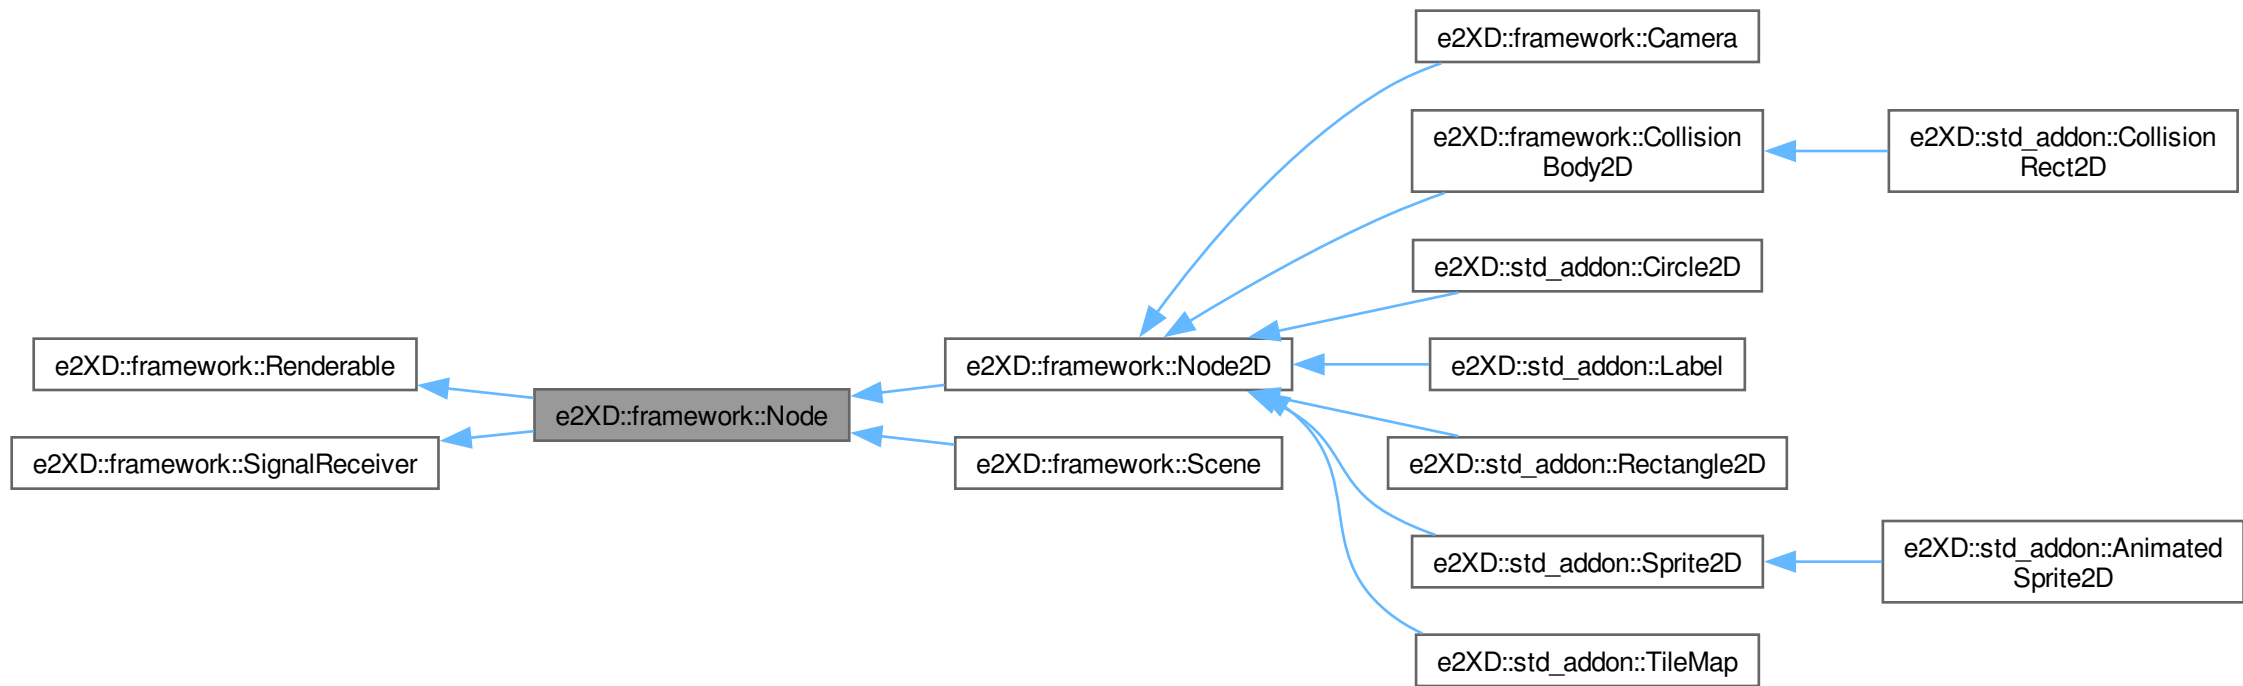 e2XD::framework::Renderable
e2XD::framework::SignalReceiver
e2XD::framework::Node
e2XD::framework::Node2D
e2XD::framework::Scene
e2XD::framework::Camera
e2XD::framework::Collision
Body2D
e2XD::std_addon::Circle2D
e2XD::std_addon::Label
e2XD::std_addon::Rectangle2D
e2XD::std_addon::Sprite2D
e2XD::std_addon::TileMap
e2XD::std_addon::Collision
Rect2D
e2XD::std_addon::Animated
Sprite2D